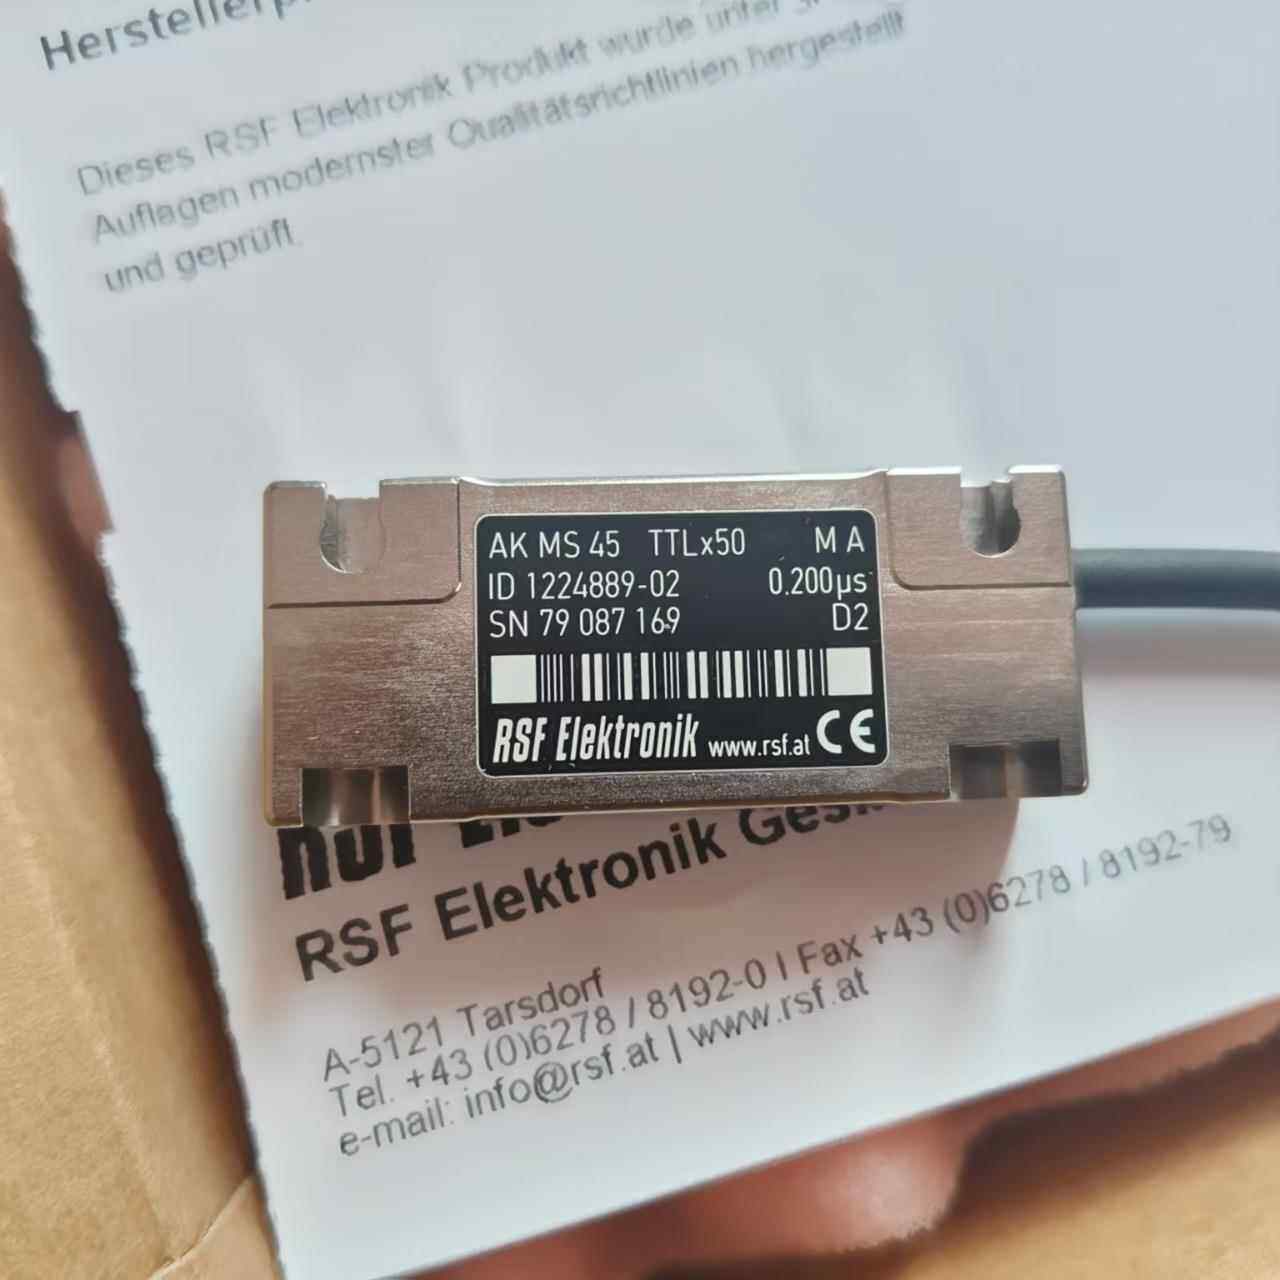 Dieses RSF Elektronik Produkt wurde unter
Auflagen modernster Qualitätsrichtlinien hergestellt
und geprüft.
AK MS 45 TTLx50 M A
ID 1224889-02 0.200µs
SN 79 087 169 D2
RSF Elektronik www.rsf.at CE
RSF Elektronik
A-5121 Tarsdorf
Tel. +43 (0)6278 / 8192-0 I Fax +43 (0)6278 / 8192-79
e-mail: info@rsf.at | www.rsf.at